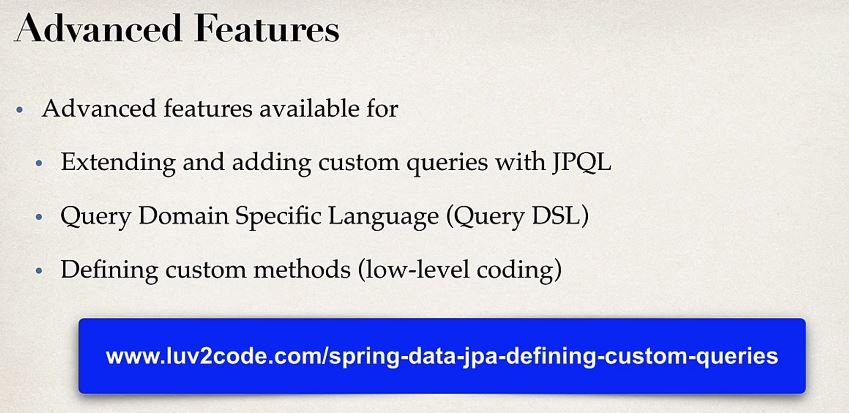 Advanced Features
• Advanced features available for
• Extending and adding custom queries with JPQL
• Query Domain Specific Language (Query DSL)
• Defining custom methods (low-level coding)
www.luv2code.com/spring-data-jpa-defining-custom-queries